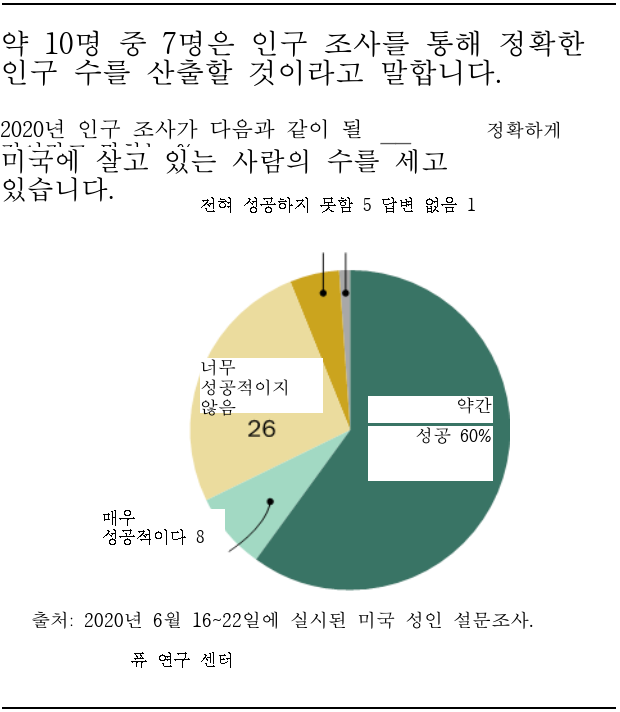 약 10명 중 7명은 인구 조사를 통해 정확한
인구 수를 산출할 것이라고 말합니다.
2020년 인구 조사가 다음과 같이 될 정확하게
미국에 살고 있는 사람의 수를 세고
있습니다.
전혀 성공하지 못함 5 답변 없음 1
너무
성공적이지
않음
26
약간
성공 60%
매우
성공적이다 8
출처: 2020년 6월 16~22일에 실시된 미국 성인 설문조사.
퓨 연구 센터